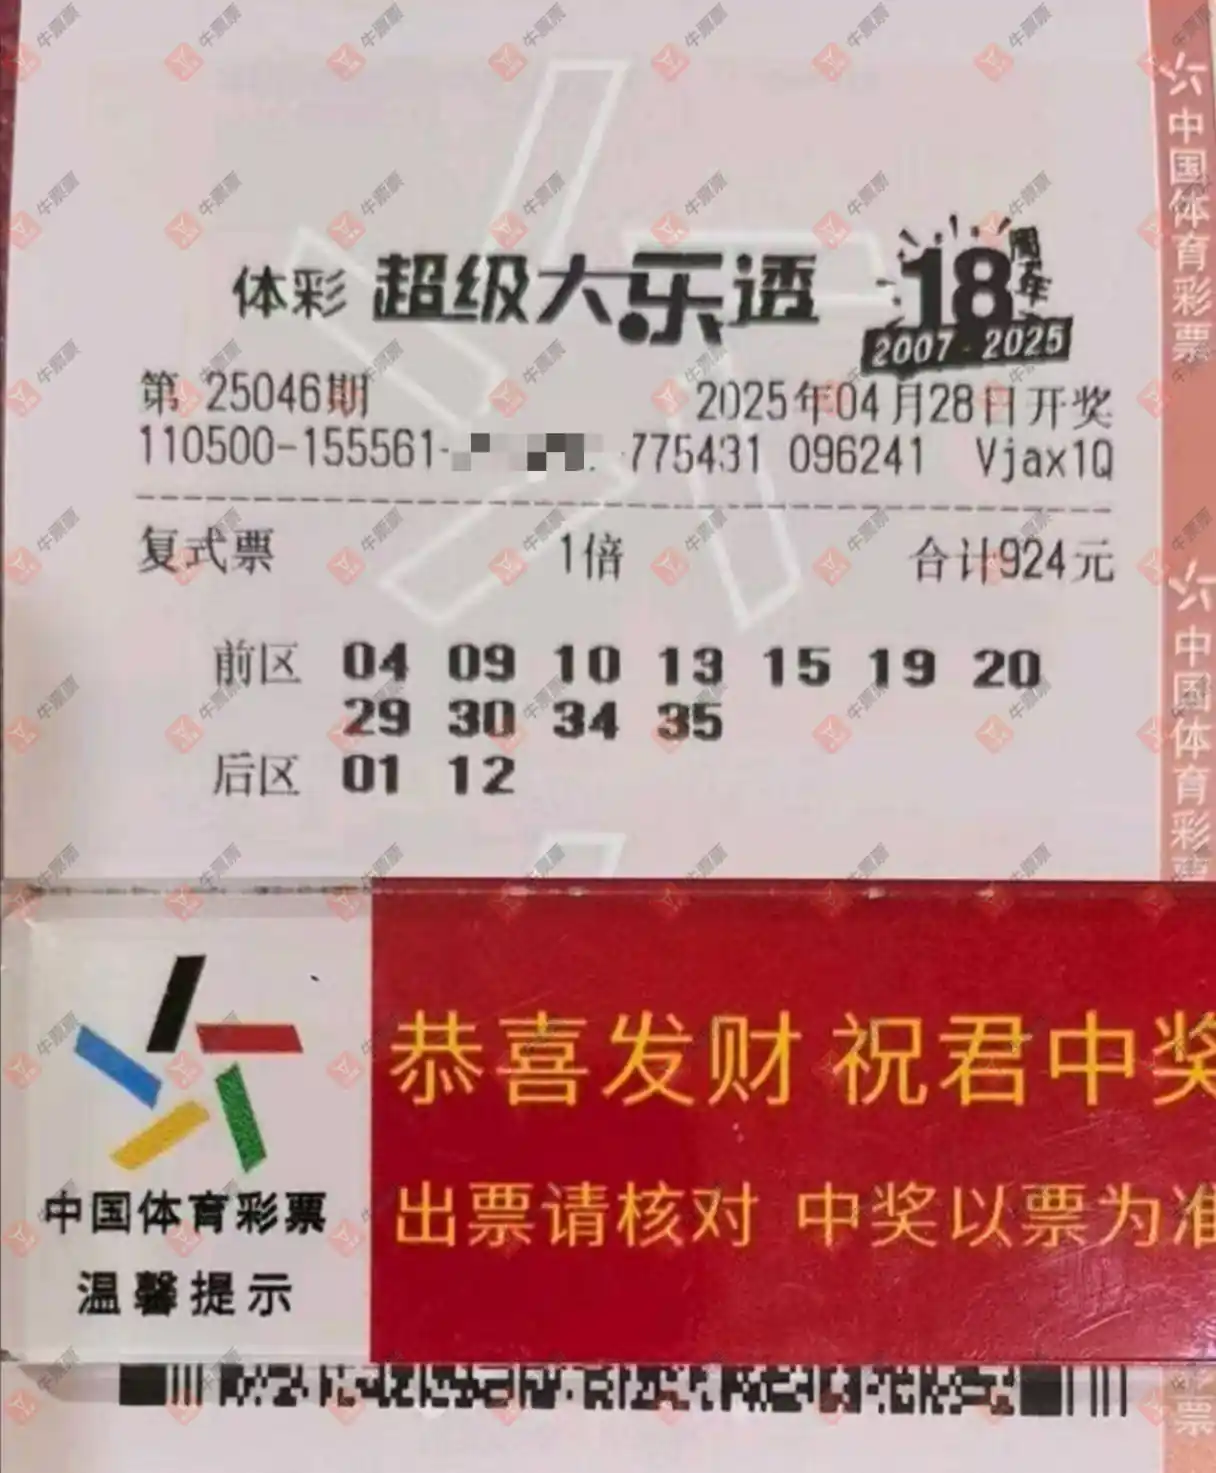 体彩 超级大乐透 18周年 2007-2025
第 25046期 2025年04月28日开奖
110500-155561- 775431 096241 Vjax1Q
复式票 1倍 合计924元
前区 04 09 10 13 15 19 20
29 30 34 35
后区 01 12
中国体育彩票
中国体育彩票
恭喜发财 祝君中奖
出票请核对 中奖以票为准
中国体育彩票
温馨提示
票
牛票票